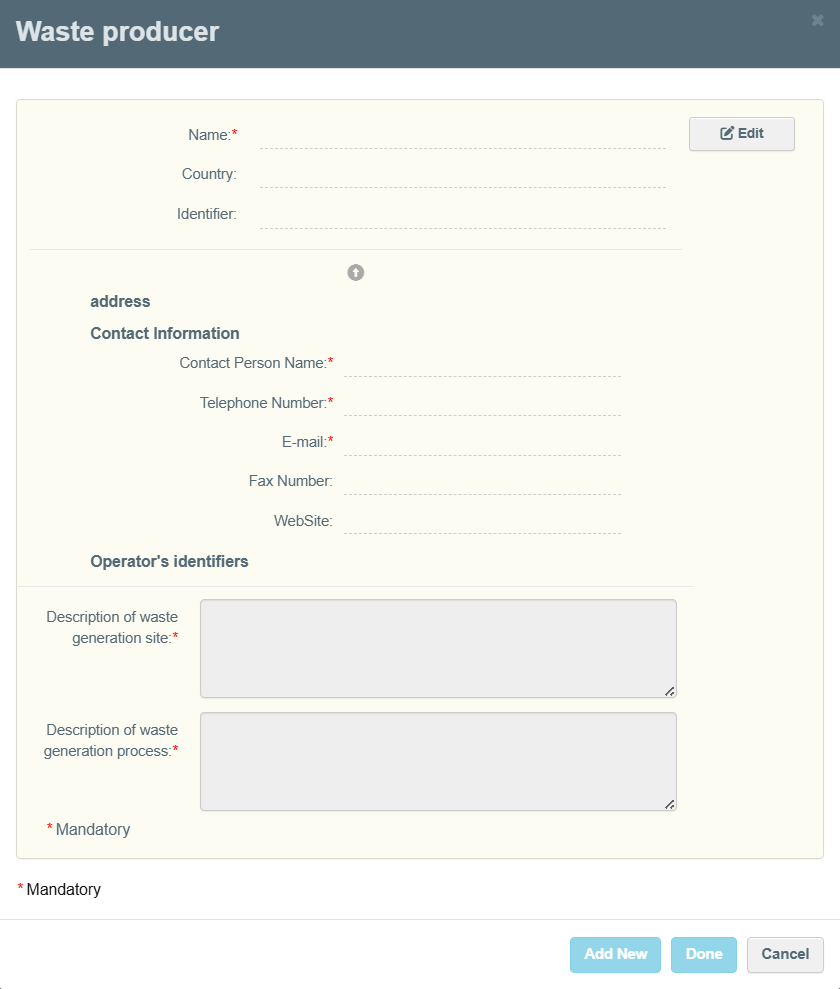 Waste producer
Name:*
Edit
Country:
Identifier:
address
Contact Information
Contact Person Name:*
Telephone Number:*
E-mail:*
Fax Number:
WebSite:
Operator's identifiers
Description of waste
generation site:*
Description of waste
generation process:*
* Mandatory
* Mandatory
Add New
Done
Cancel